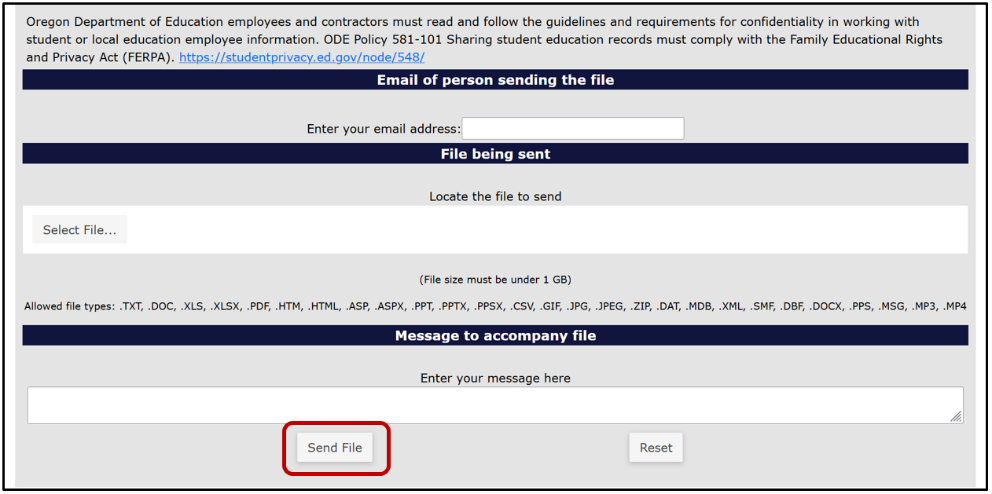 Oregon Department of Education employees and contractors must read and follow the guidelines and requirements for confidentiality in working with
student or local education employee information. ODE Policy 581-101 Sharing student education records must comply with the Family Educational Rights
and Privacy Act (FERPA). https://studentprivacy.ed.gov/node/548/
Email of person sending the file
Enter your email address:
File being sent
Locate the file to send
Select File...
(File size must be under 1 GB)
Allowed file types: .TXT, .DOC, .XLS, .XLSX, .PDF, .HTM, .HTML, .ASP, .ASPX, .PPT, .PPTX, .PPSX, .CSV, .GIF, .JPG, .JPEG, .ZIP, .DAT, .MDB, .XML, .SMF, .DBF, .DOCX, .PPS, .MSG, .MP3, .MP4
Message to accompany file
Enter your message here
Send File Reset